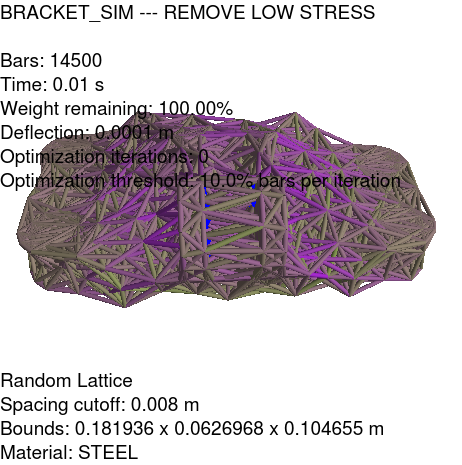 BRACKET_SIM --- REMOVE LOW STRESS
Bars: 14500
Time: 0.01 s
Weight remaining: 100.00%
Deflection: 0.0001 m
Optimization iterations: 0
Optimization threshold: 10.0% bars per iteration
Random Lattice
Spacing cutoff: 0.008 m
Bounds: 0.181936 x 0.0626968 x 0.104655 m
Material: STEEL